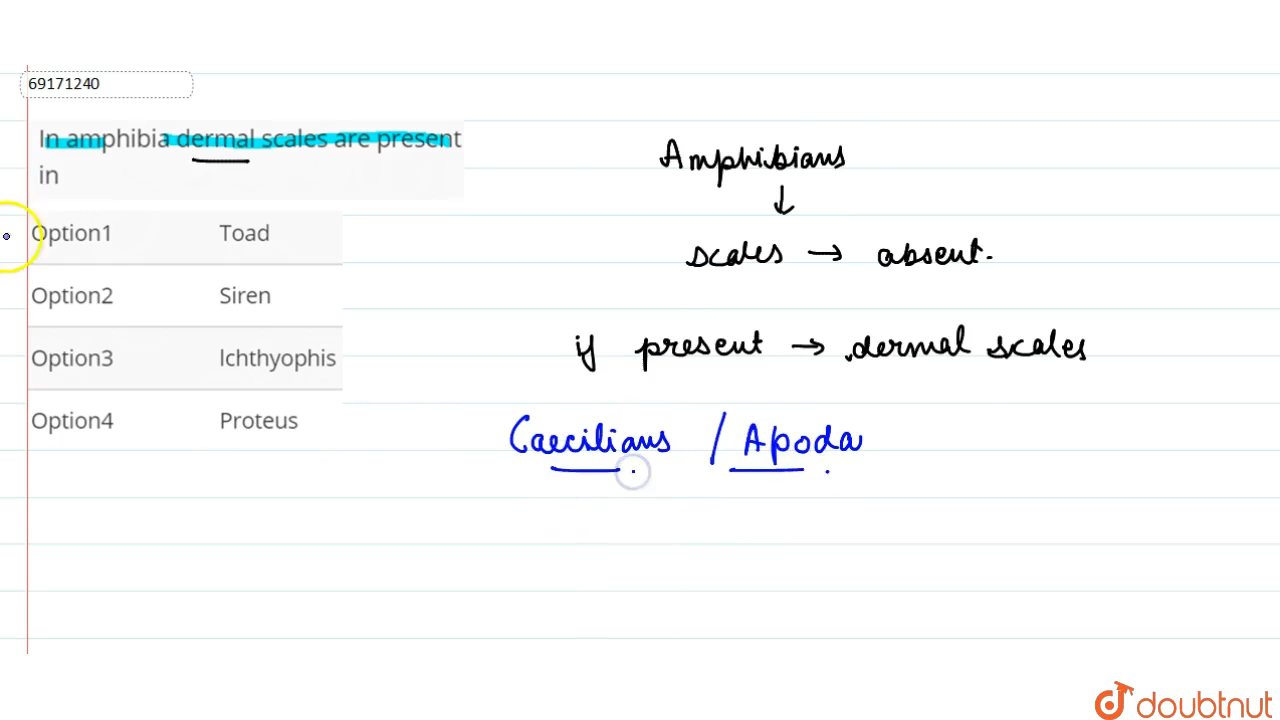 69171240
In amphibia dermal scales are present
in
Option1 Toad
Option2 Siren
Option3 lchthyophis
Option4 Proteus
Amphibians
↓
scales → absent.
if present → dermal scales
Caecilians / Apoda
doubtnut